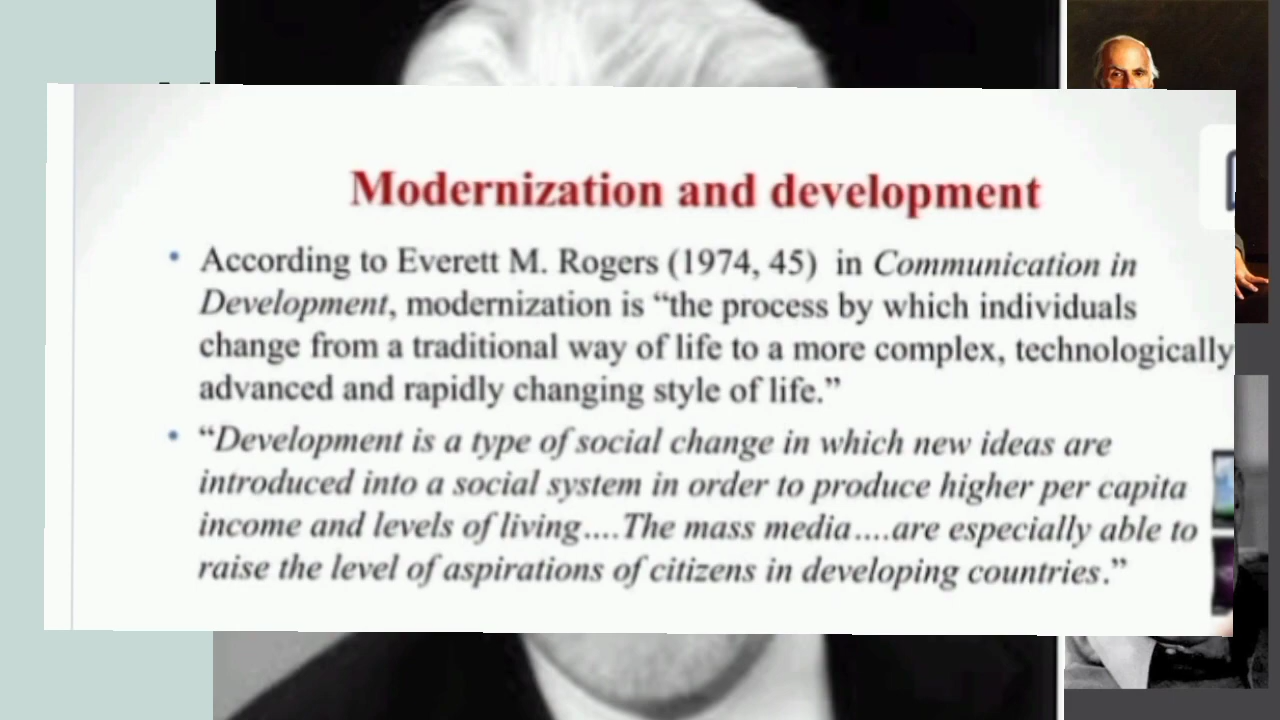 Modernization and development
• According to Everett M. Rogers (1974, 45) in Communication in
Development, modernization is “the process by which individuals
change from a traditional way of life to a more complex, technologically
advanced and rapidly changing style of life.”
• “Development is a type of social change in which new ideas are
introduced into a social system in order to produce higher per capita
income and levels of living....The mass media....are especially able to
raise the level of aspirations of citizens in developing countries.”